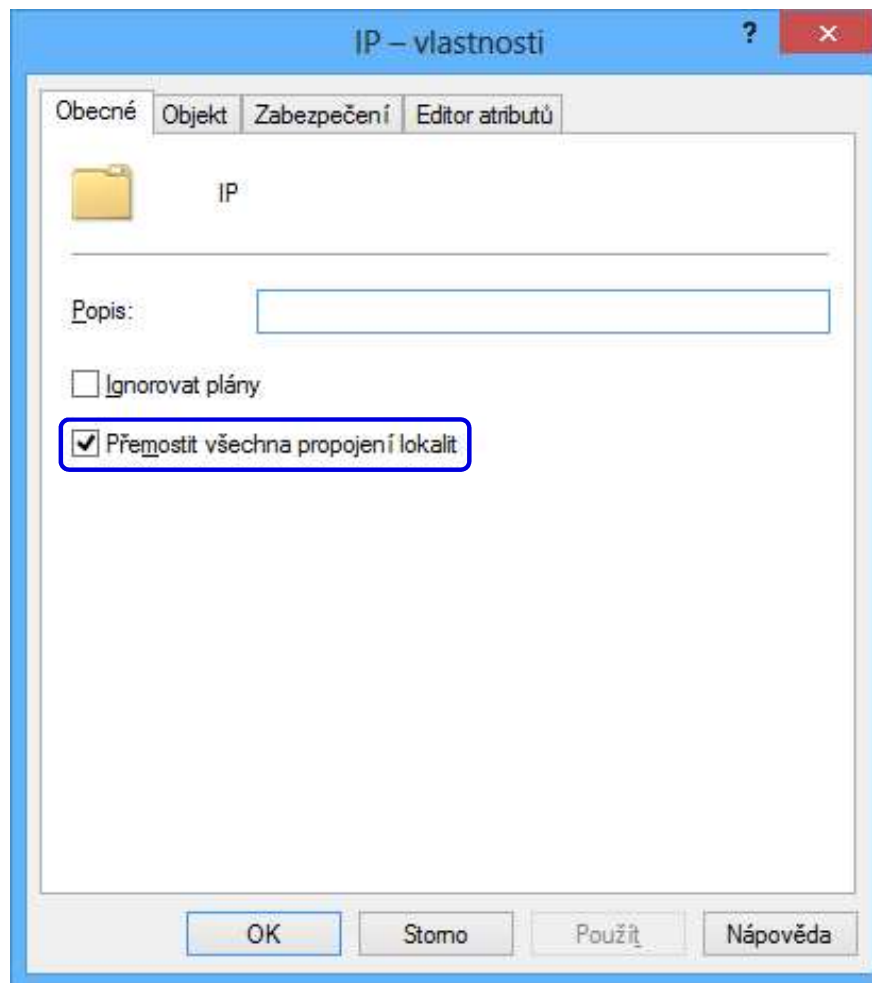 IP – vlastnosti ? ×
Obecné Objekt Zabezpečení Editor atributů
IP
Popis:
Ignorovat plány
Přemostit všechna propojení lokalit
OK Storno Použít Nápověda